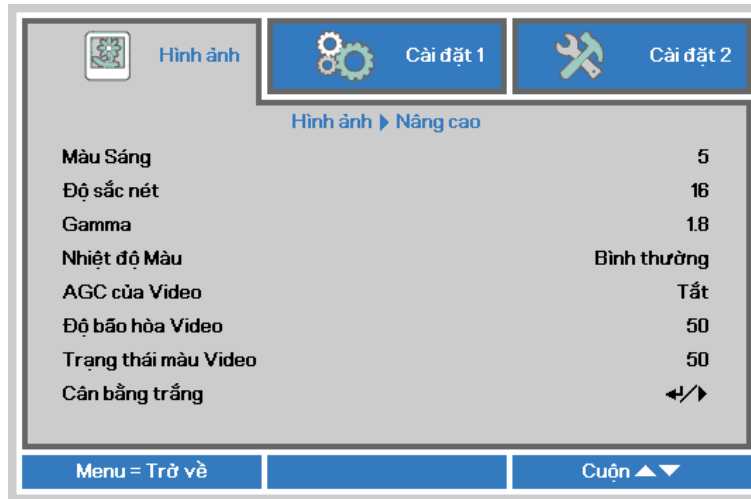 Hình ảnh
Cài đặt 1
Cài đặt 2
Hình ảnh ▶ Nâng cao
Màu Sáng 5
Độ sắc nét 16
Gamma 1.8
Nhiệt độ Màu Bình thường
AGC của Video Tắt
Độ bão hòa Video 50
Trạng thái màu Video 50
Cân bằng trắng ↵/▶
Menu = Trở về
Cuộn ▲▼